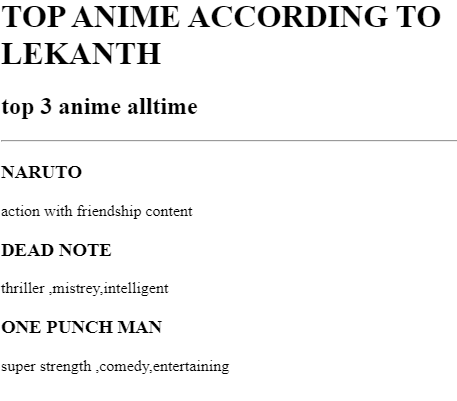 TOP ANIME ACCORDING TO
LEKANTH
top 3 anime alltime
NARUTO
action with friendship content
DEAD NOTE
thriller ,mistrey,intelligent
ONE PUNCH MAN
super strength ,comedy,entertaining